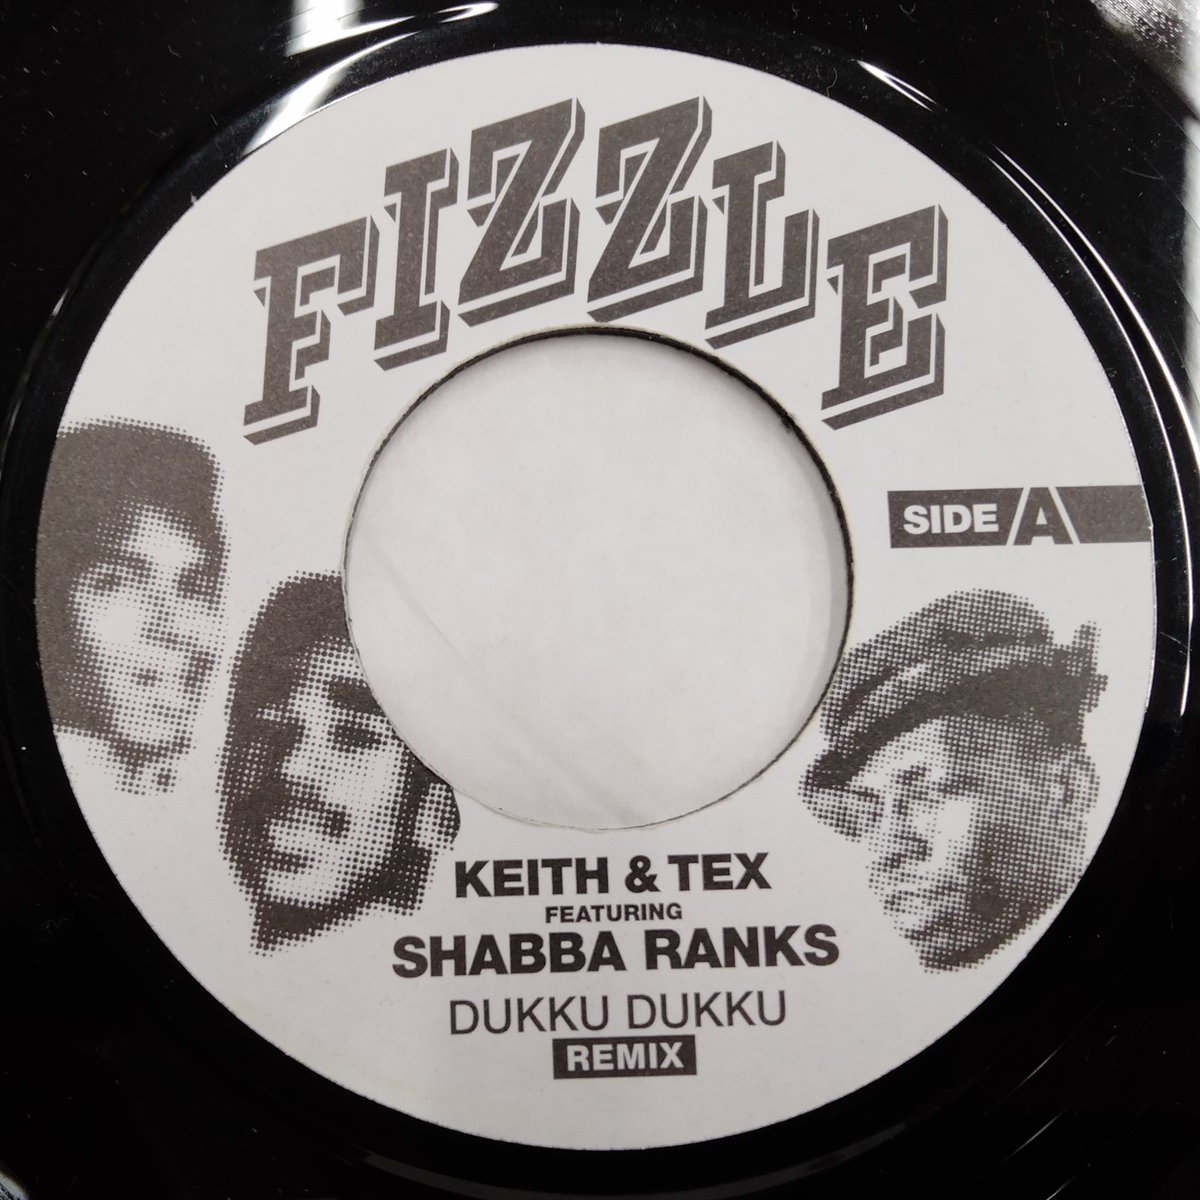 FIZZLE
SIDE A
KEITH & TEX
FEATURING
SHABBA RANKS
DUKKU DUKKU
REMIX